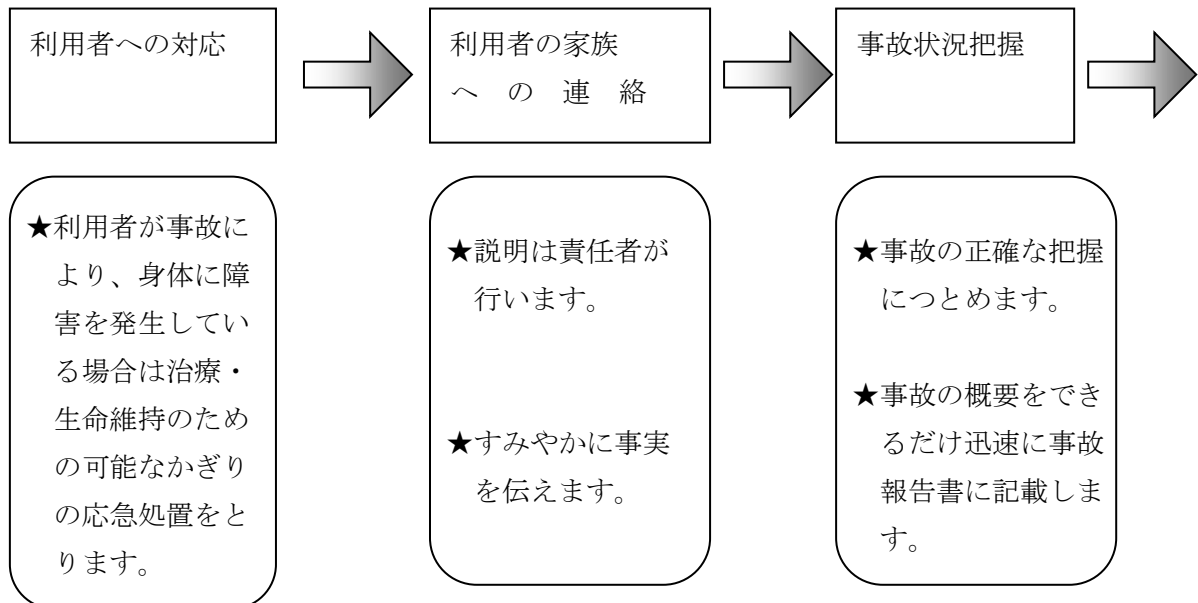 利用者への対応
利用者の家族
へ の 連 絡
事故状況把握
★利用者が事故に
より、身体に障
害を発生してい
る場合は治療・
生命維持のため
の可能なかぎり
の応急処置をと
ります。
★説明は責任者が
行います。
★すみやかに事実
を伝えます。
★事故の正確な把握
につとめます。
★事故の概要をでき
るだけ迅速に事故
報告書に記載しま
す。